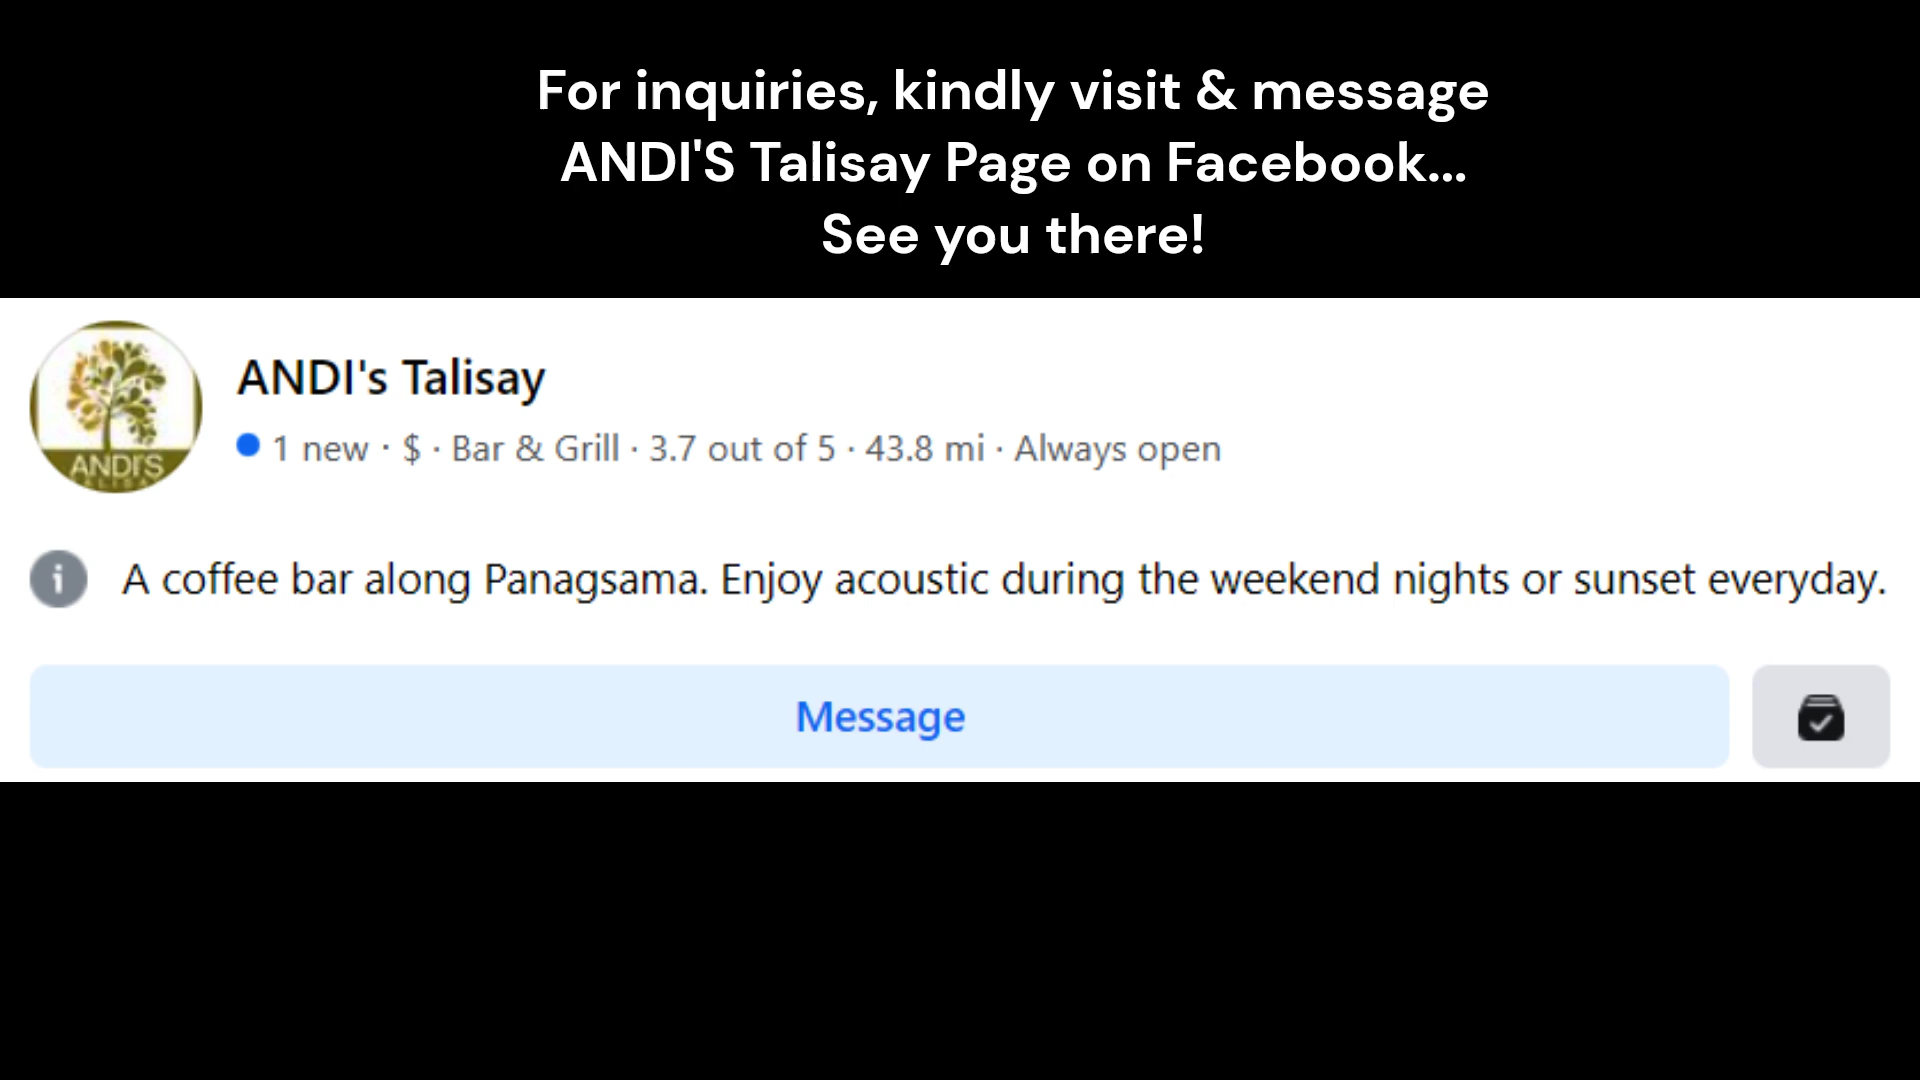 For inquiries, kindly visit & message
ANDI'S Talisay Page on Facebook...
See you there!
ANDI's Talisay
1 new · $ · Bar & Grill · 3.7 out of 5 · 43.8 mi · Always open
ANDI'S
A coffee bar along Panagsama. Enjoy acoustic during the weekend nights or sunset everyday.
Message